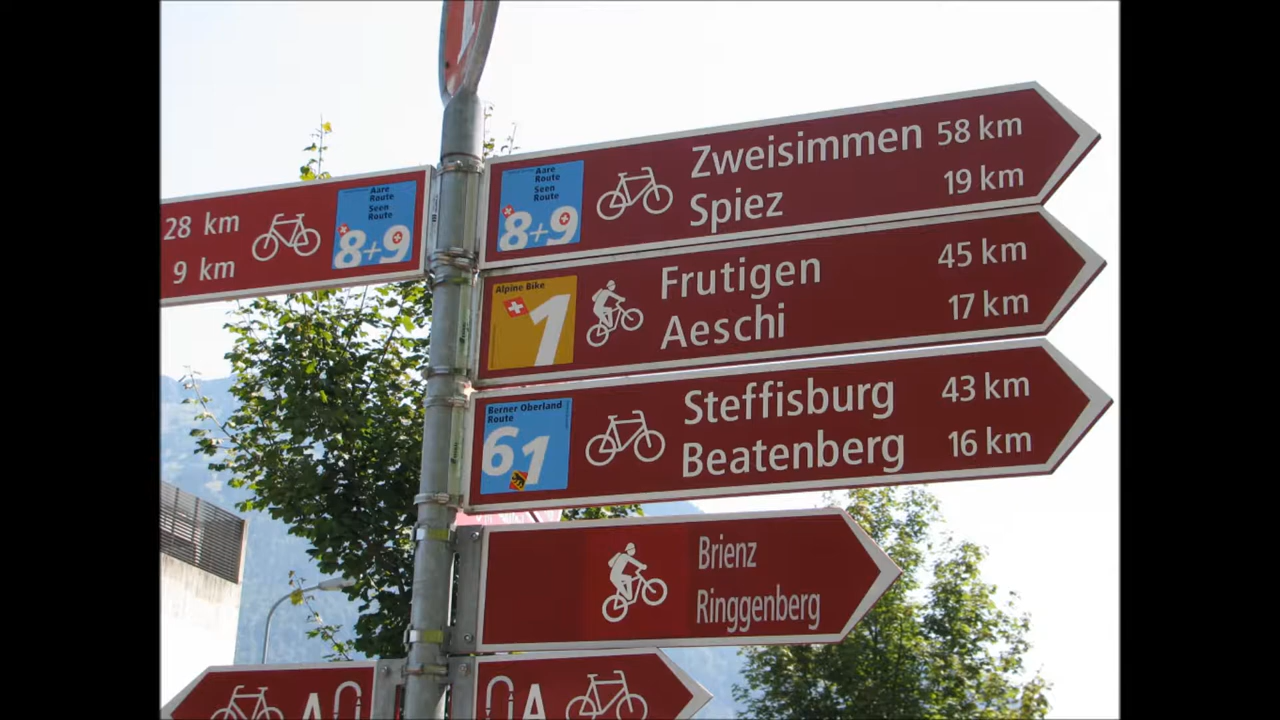 28 km
9 km
Aare
Route
Seen
Route
8+9
Aare
Route
Seen
Route
8+9
Zweisimmen 58 km
Spiez 19 km
Alpine Bike
1
Frutigen 45 km
Aeschi 17 km
Berner Oberland
Route
61
Steffisburg 43 km
Beatenberg 16 km
Brienz
Ringgenberg
A
A